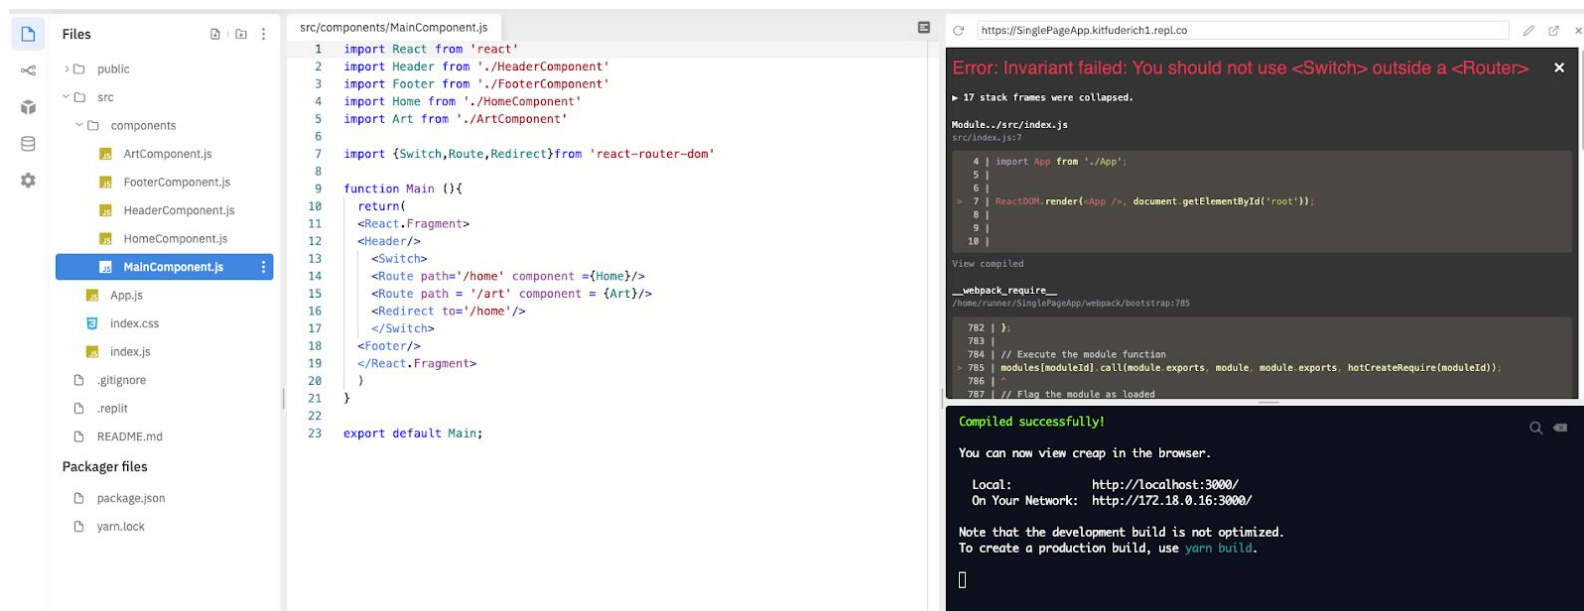 Files
public
src
components
ArtComponent.js
FooterComponent.js
HeaderComponent.js
HomeComponent.js
MainComponent.js
App.js
index.css
index.js
.gitignore
.replit
README.md
Packager files
package.json
yarn.lock
src/components/MainComponent.js
1 import React from 'react'
2 import Header from './HeaderComponent'
3 import Footer from './FooterComponent'
4 import Home from './HomeComponent'
5 import Art from './ArtComponent'
6
7 import {Switch,Route,Redirect}from 'react-router-dom'
8
9 function Main (){
10 return(
11 <React.Fragment>
12 <Header/>
13 <Switch>
14 <Route path='/home' component ={Home}/>
15 <Route path = '/art' component = {Art}/>
16 <Redirect to='/home'/>
17 </Switch>
18 <Footer/>
19 </React.Fragment>
20 )
21 }
22
23 export default Main;
https://SinglePageApp.kitfuderich1.repl.co
Error: Invariant failed: You should not use <Switch> outside a <Router>
▶ 17 stack frames were collapsed.
Module../src/index.js
src/index.js:7
4 | import App from './App';
5 |
6 |
> 7 | ReactDOM.render(<App />, document.getElementById('root'));
8 |
9 |
10 |
View compiled
__webpack_require__
/home/runner/SinglePageApp/webpack/bootstrap:785
782 | };
783 |
784 | // Execute the module function
> 785 | modules[moduleId].call(module.exports, module, module.exports, hotCreateRequire(moduleId));
786 | ^
787 | // Flag the module as loaded
Compiled successfully!
You can now view creap in the browser.
Local: http://localhost:3000/
On Your Network: http://172.18.0.16:3000/
Note that the development build is not optimized.
To create a production build, use yarn build.